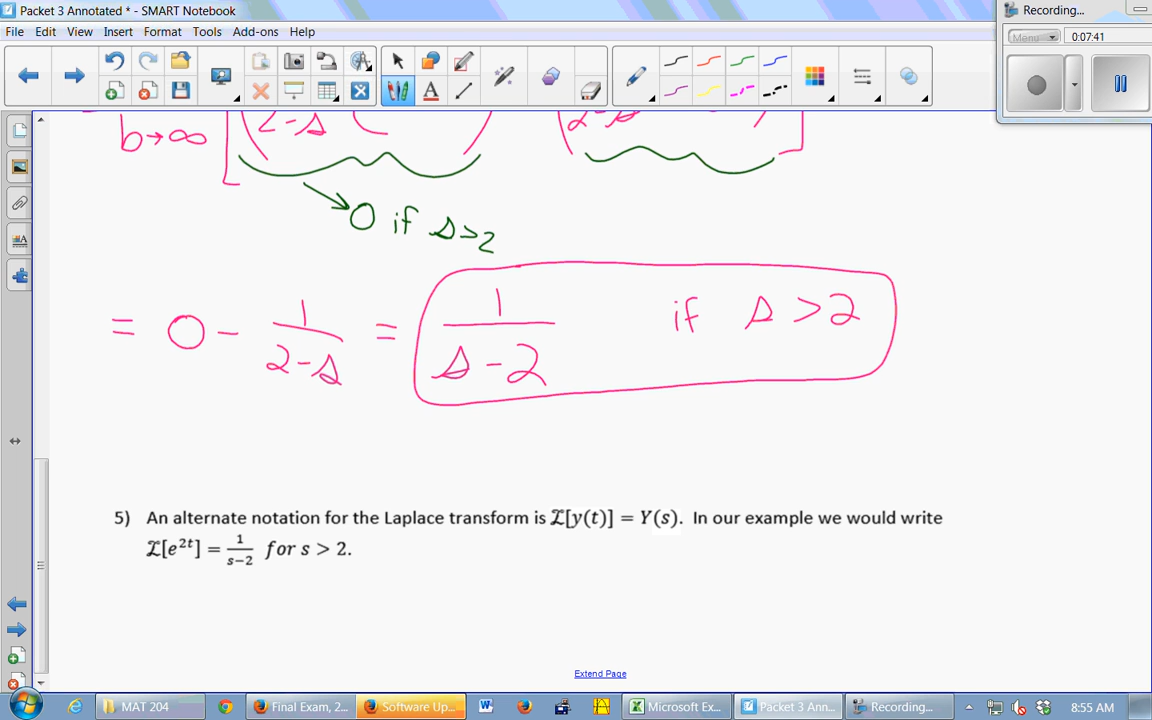 Packet 3 Annotated * - SMART Notebook
Recording...
File Edit View Insert Format Tools Add-ons Help
Menu 0:07:41
b→∞ 2-s 2-s
0 if s>2
= 0 - 1/(2-s) = 1/(s-2) if s > 2
5) An alternate notation for the Laplace transform is ℒ[y(t)] = Y(s). In our example we would write
ℒ[e^{2t}] = 1/(s-2) for s > 2.
Extend Page
MAT 204 Final Exam, 2... Software Up... Microsoft Ex... Packet 3 Ann... Recording... 8:55 AM